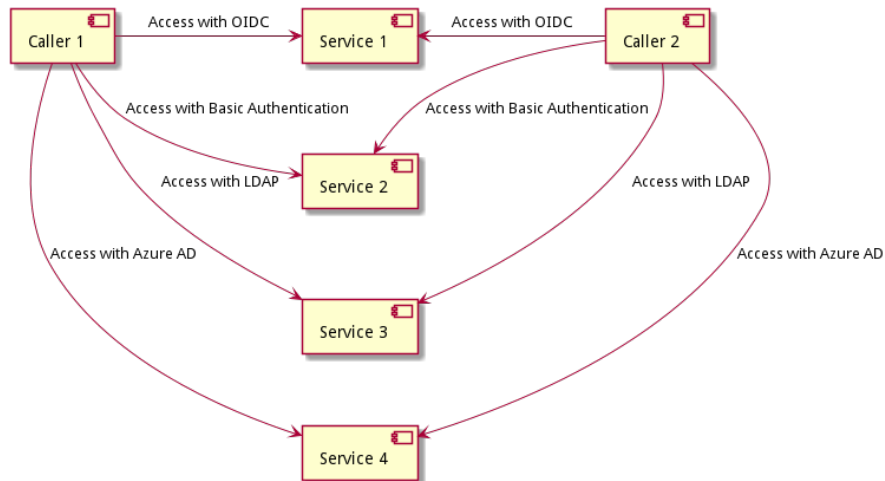 Access with OIDC
Access with OIDC
Caller 1
Service 1
Caller 2
Access with Basic Authentication
Access with Basic Authentication
Service 2
Access with LDAP
Access with LDAP
Access with Azure AD
Access with Azure AD
Service 3
Service 4